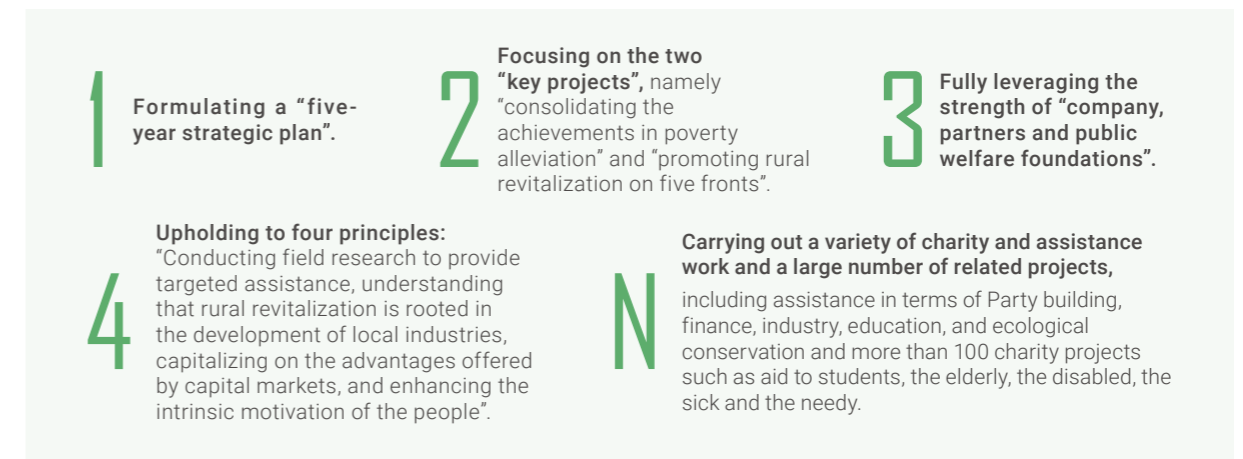 1
Formulating a “five-
year strategic plan”.
2
Focusing on the two
“key projects”, namely
“consolidating the
achievements in poverty
alleviation” and “promoting rural
revitalization on five fronts”.
3
Fully leveraging the
strength of “company,
partners and public
welfare foundations”.
4
Upholding to four principles:
“Conducting field research to provide
targeted assistance, understanding
that rural revitalization is rooted in
the development of local industries,
capitalizing on the advantages offered
by capital markets, and enhancing the
intrinsic motivation of the people”.
N
Carrying out a variety of charity and assistance
work and a large number of related projects,
including assistance in terms of Party building,
finance, industry, education, and ecological
conservation and more than 100 charity projects
such as aid to students, the elderly, the disabled, the
sick and the needy.